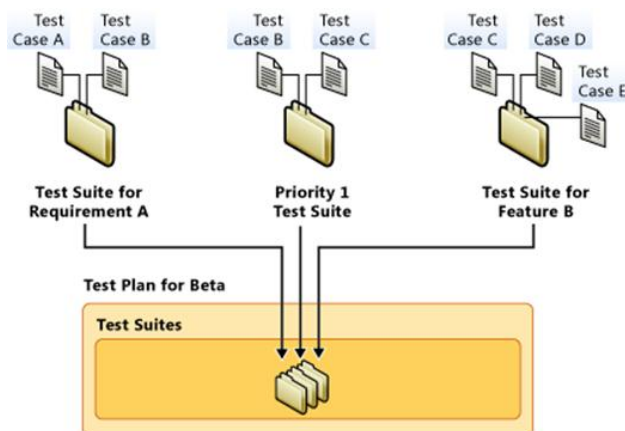 Test
Case A
Test
Case B
Test
Case B
Test
Case C
Test
Case C
Test
Case D
Test
Case E
Test Suite for
Requirement A
Priority 1
Test Suite
Test Suite for
Feature B
Test Plan for Beta
Test Suites